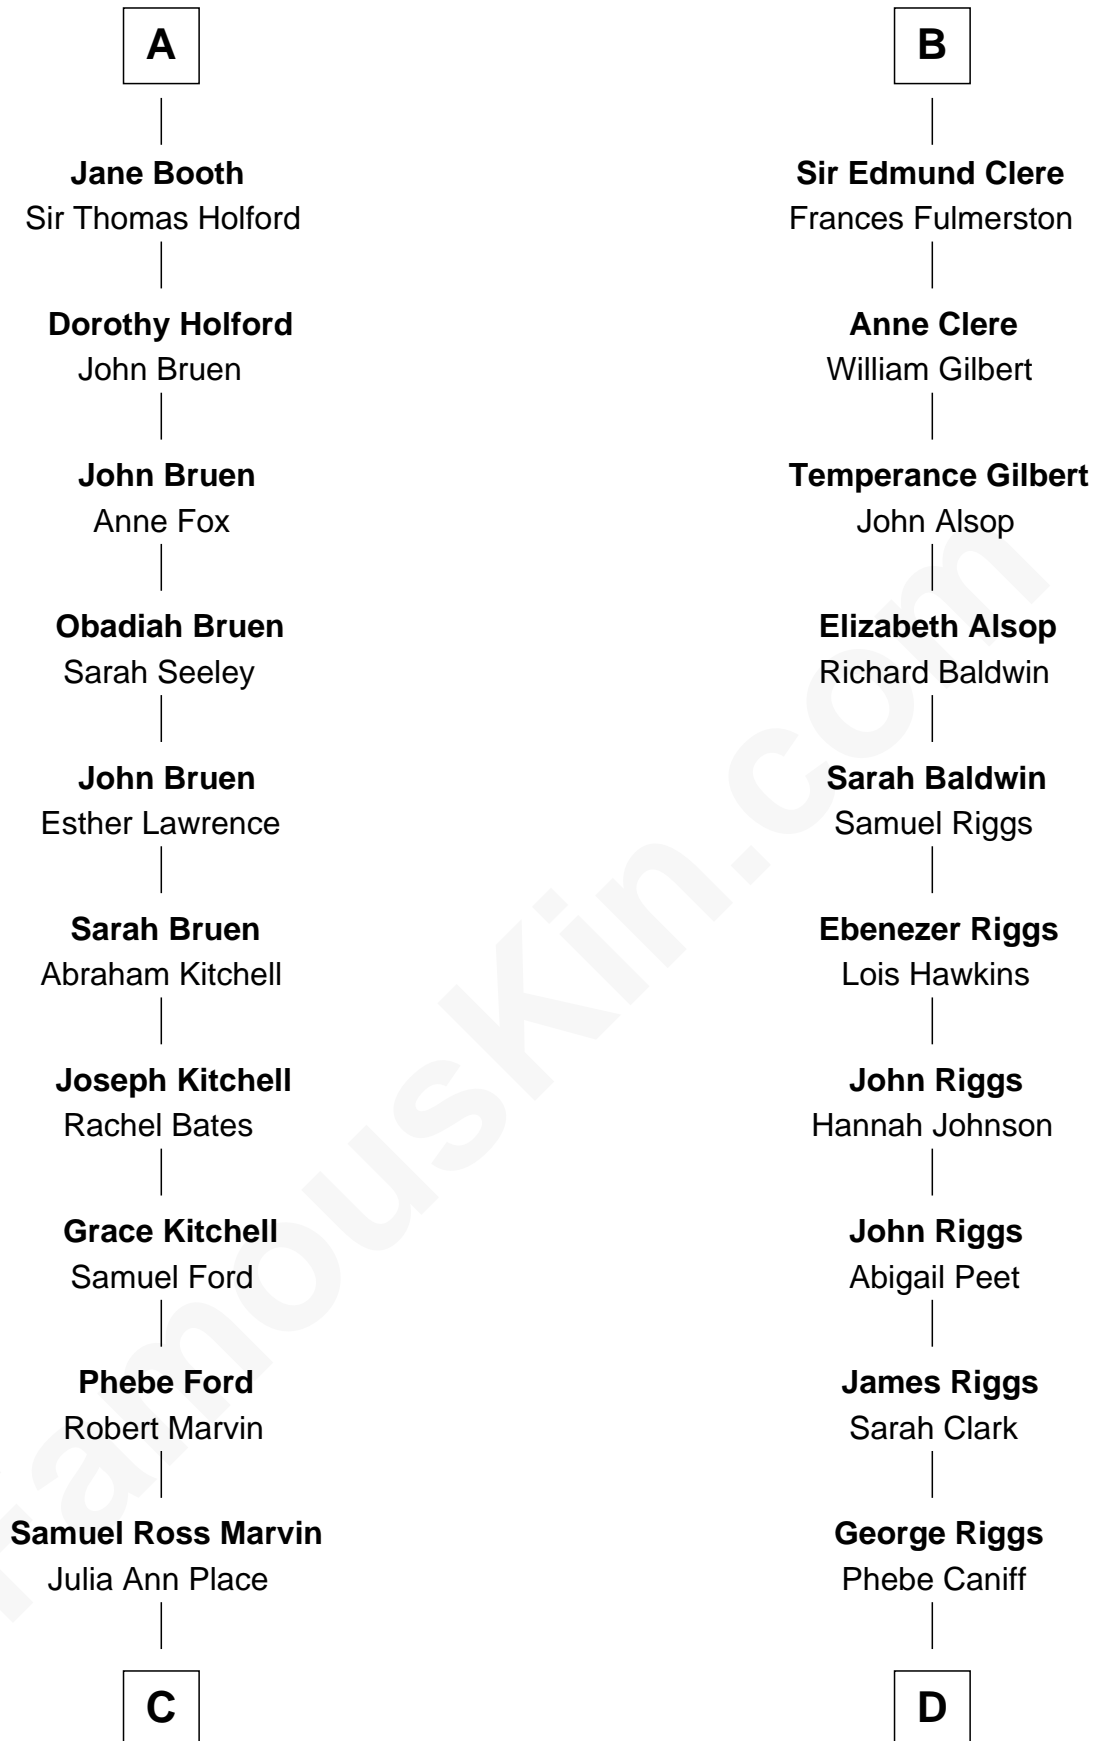 A
Jane Booth
Sir Thomas Holford
Dorothy Holford
John Bruen
John Bruen
Anne Fox
Obadiah Bruen
Sarah Seeley
John Bruen
Esther Lawrence
Sarah Bruen
Abraham Kitchell
Joseph Kitchell
Rachel Bates
Grace Kitchell
Samuel Ford
Phebe Ford
Robert Marvin
Samuel Ross Marvin
Julia Ann Place
C
B
Sir Edmund Clere
Frances Fulmerston
Anne Clere
William Gilbert
Temperance Gilbert
John Alsop
Elizabeth Alsop
Richard Baldwin
Sarah Baldwin
Samuel Riggs
Ebenezer Riggs
Lois Hawkins
John Riggs
Hannah Johnson
John Riggs
Abigail Peet
James Riggs
Sarah Clark
George Riggs
Phebe Caniff
D
FamousKin.com